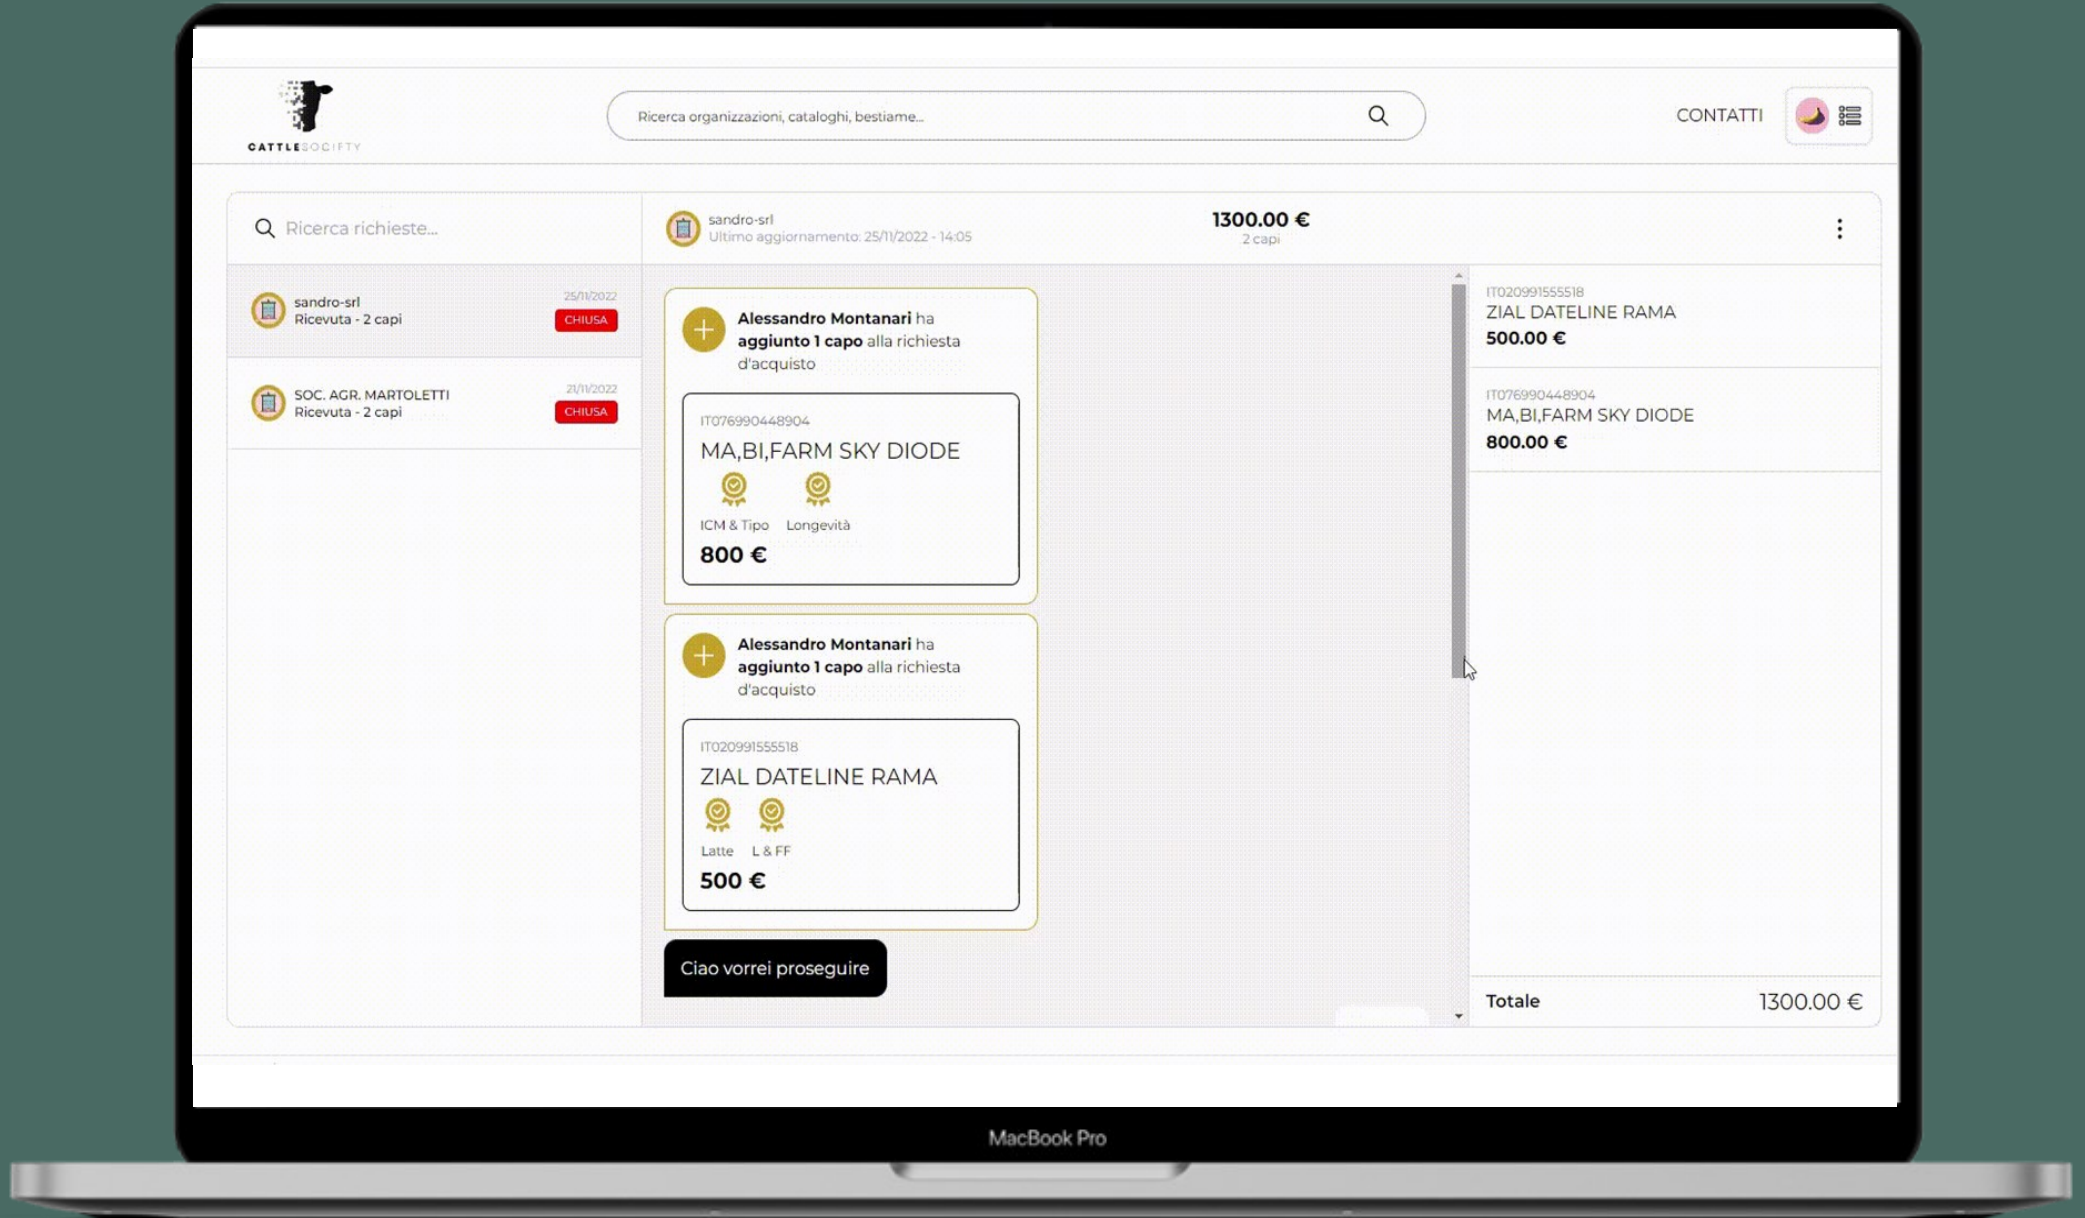 CATTLESOCIETY
Ricerca organizzazioni, cataloghi, bestiame...
CONTATTI
Ricerca richieste...
sandro-srl
Ricevuta - 2 capi
25/11/2022
CHIUSA
SOC. AGR. MARTOLETTI
Ricevuta - 2 capi
21/11/2022
CHIUSA
sandro-srl
Ultimo aggiornamento: 25/11/2022 - 14:05
1300.00 €
2 capi
Alessandro Montanari ha
aggiunto 1 capo alla richiesta
d'acquisto
IT076990448904
MA,BI,FARM SKY DIODE
ICM & Tipo Longevità
800 €
Alessandro Montanari ha
aggiunto 1 capo alla richiesta
d'acquisto
IT020991555518
ZIAL DATELINE RAMA
Latte L & FF
500 €
Ciao vorrei proseguire
IT020991555518
ZIAL DATELINE RAMA
500.00 €
IT076990448904
MA,BI,FARM SKY DIODE
800.00 €
Totale 1300.00 €
MacBook Pro